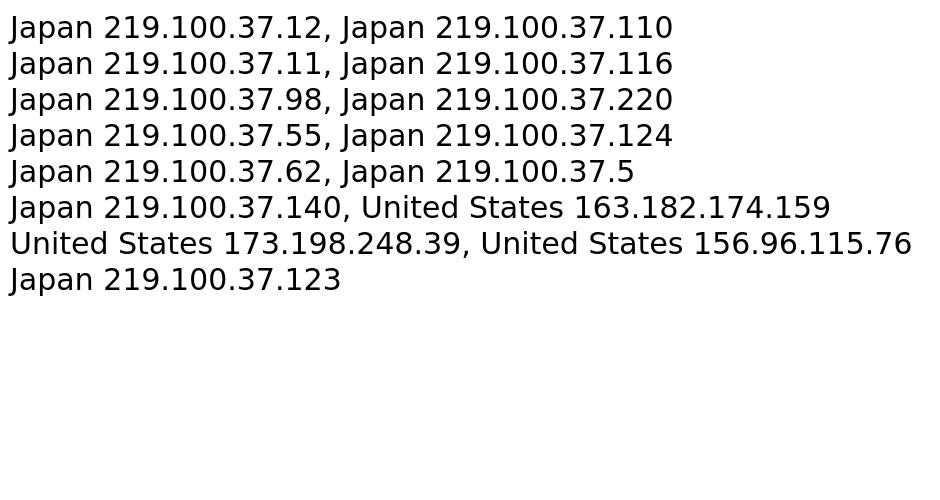 Japan 219.100.37.12, Japan 219.100.37.110
Japan 219.100.37.11, Japan 219.100.37.116
Japan 219.100.37.98, Japan 219.100.37.220
Japan 219.100.37.55, Japan 219.100.37.124
Japan 219.100.37.62, Japan 219.100.37.5
Japan 219.100.37.140, United States 163.182.174.159
United States 173.198.248.39, United States 156.96.115.76
Japan 219.100.37.123